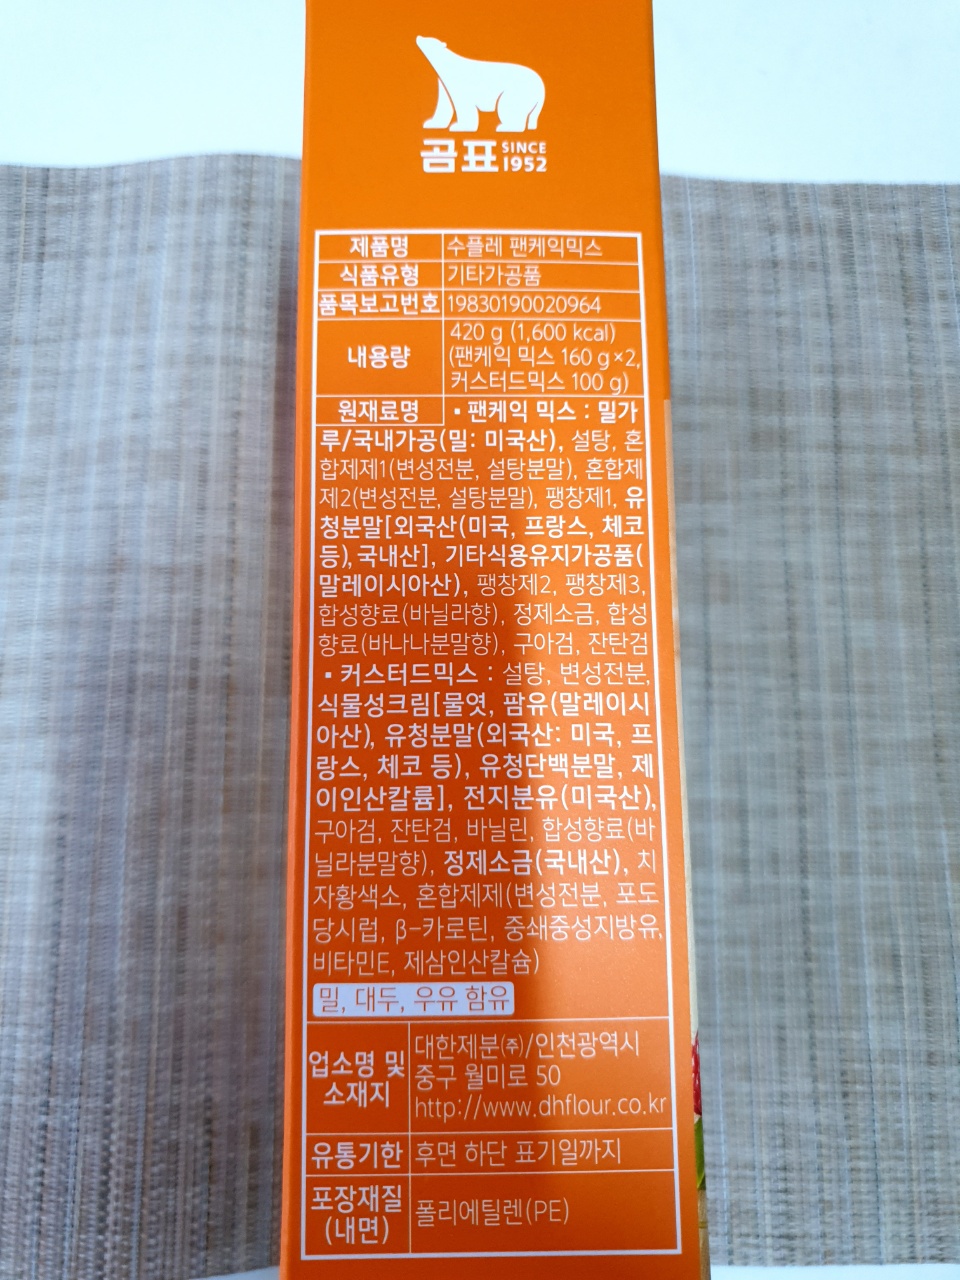 곰표 SINCE 1952
제품명 수플레 팬케익믹스
식품유형 기타가공품
품목보고번호 19830190020964
내용량 420 g (1,600 kcal)
(팬케익 믹스 160 g×2,
커스터드믹스 100 g)
원재료명 ▪ 팬케익 믹스 : 밀가
루/국내가공(밀: 미국산), 설탕, 혼
합제제1(변성전분, 설탕분말), 혼합제
제2(변성전분, 설탕분말), 팽창제1, 유
청분말[외국산(미국, 프랑스, 체코
등), 국내산], 기타식용유지가공품(
말레이시아산), 팽창제2, 팽창제3,
합성향료(바닐라향), 정제소금, 합성
향료(바나나분말향), 구아검, 잔탄검
▪ 커스터드믹스 : 설탕, 변성전분,
식물성크림[물엿, 팜유(말레이시
아산), 유청분말(외국산: 미국, 프
랑스, 체코 등), 유청단백분말, 제
이인산칼륨], 전지분유(미국산),
구아검, 잔탄검, 바닐린, 합성향료(바
닐라분말향), 정제소금(국내산), 치
자황색소, 혼합제제(변성전분, 포도
당시럽, β-카로틴, 중쇄중성지방유,
비타민E, 제삼인산칼슘)
밀, 대두, 우유 함유
업소명 및 소재지 대한제분㈜/인천광역시
중구 월미로 50
http://www.dhflour.co.kr
유통기한 후면 하단 표기일까지
포장재질 (내면) 폴리에틸렌(PE)